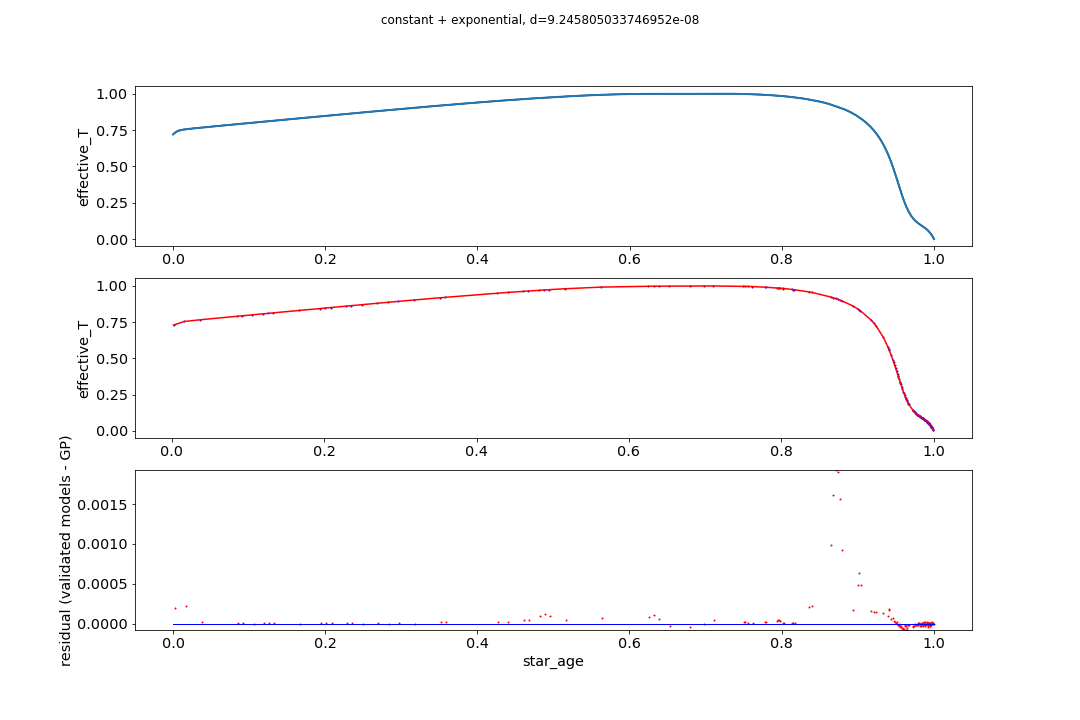 constant + exponential, d=9.245805033746952e-08
effective_T
1.00
0.75
0.50
0.25
0.00
0.0 0.2 0.4 0.6 0.8 1.0
effective_T
1.00
0.75
0.50
0.25
0.00
0.0 0.2 0.4 0.6 0.8 1.0
residual (validated models - GP)
0.0015
0.0010
0.0005
0.0000
0.0 0.2 0.4 0.6 0.8 1.0
star_age